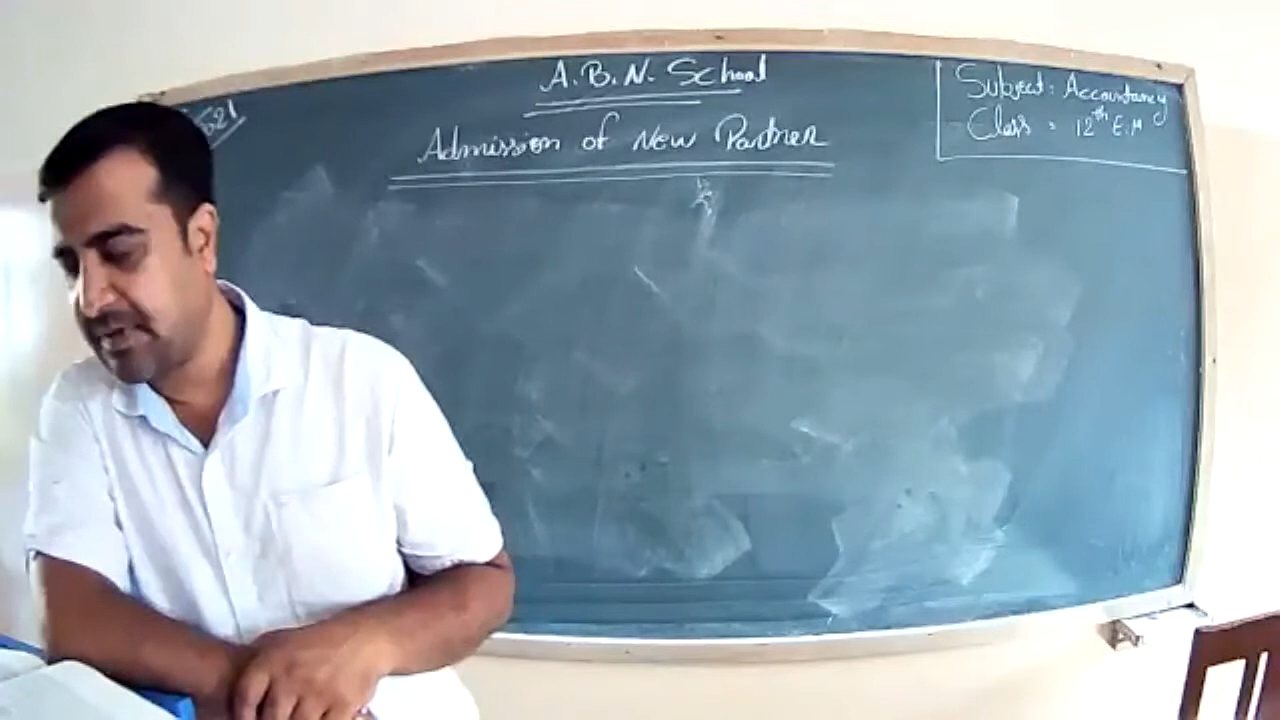 A.B.N. School
Admission of New Partner
Subject: Accountancy
Class = 12th E.M